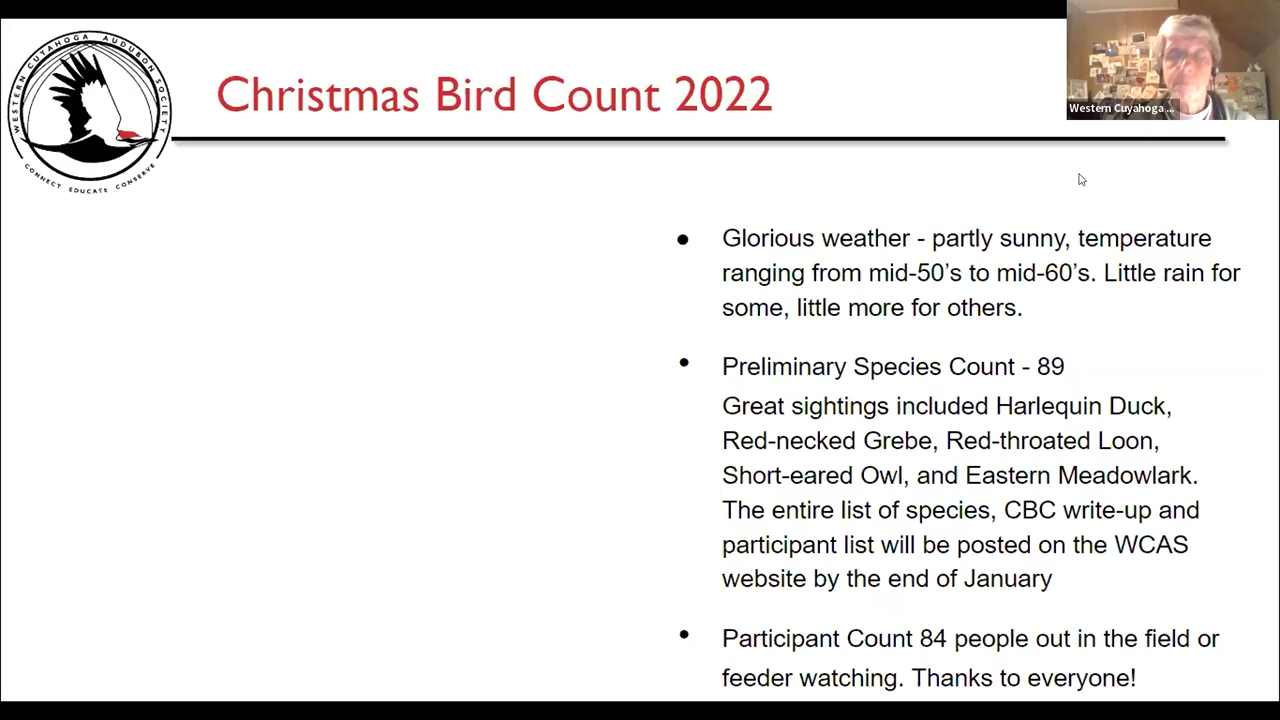 WESTERN CUYAHOGA AUDUBON SOCIETY
CONNECT EDUCATE CONSERVE
Christmas Bird Count 2022
Western Cuyahoga ...
• Glorious weather - partly sunny, temperature
ranging from mid-50’s to mid-60’s. Little rain for
some, little more for others.
• Preliminary Species Count - 89
Great sightings included Harlequin Duck,
Red-necked Grebe, Red-throated Loon,
Short-eared Owl, and Eastern Meadowlark.
The entire list of species, CBC write-up and
participant list will be posted on the WCAS
website by the end of January
• Participant Count 84 people out in the field or
feeder watching. Thanks to everyone!